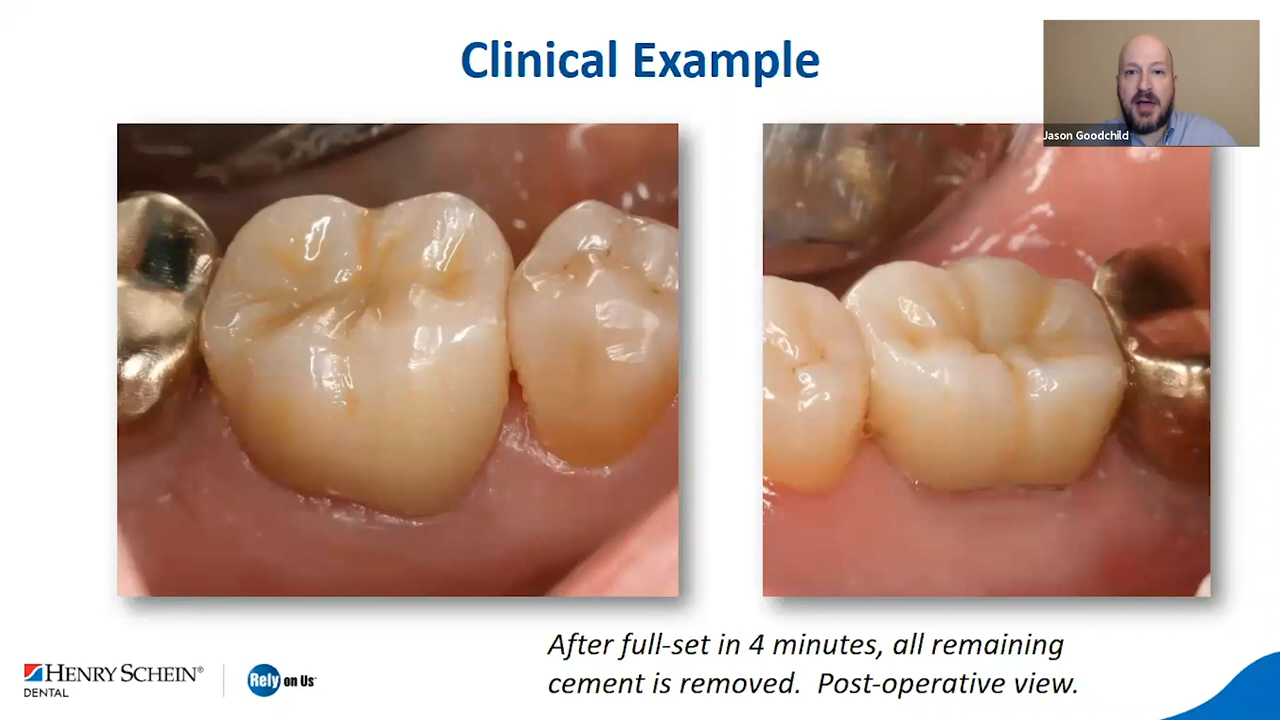 Clinical Example
Jason Goodchild
After full-set in 4 minutes, all remaining
cement is removed. Post-operative view.
HENRY SCHEIN®
DENTAL
Rely on Us™